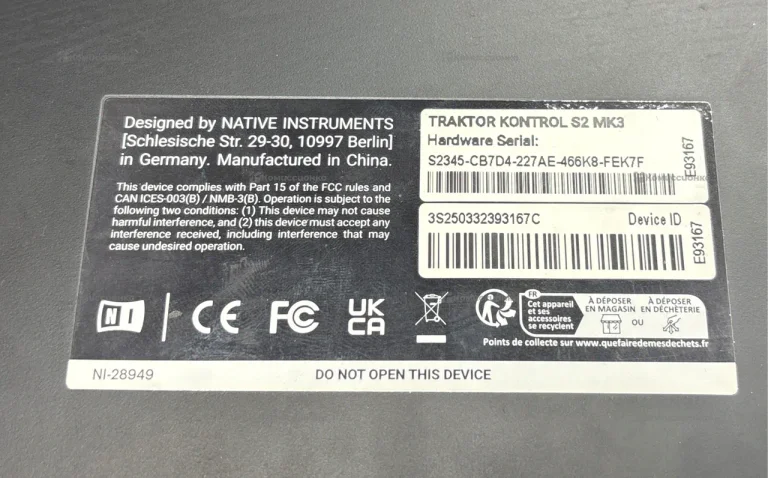 Designed by NATIVE INSTRUMENTS
[Schlesische Str. 29-30, 10997 Berlin]
in Germany. Manufactured in China.
This device complies with Part 15 of the FCC rules and
CAN ICES-003(B) / NMB-3(B). Operation is subject to the
following two conditions: (1) This device may not cause
harmful interference, and (2) this device must accept any
interference received, including interference that may
cause undesired operation.
TRAKTOR KONTROL S2 MK3
Hardware Serial:
S2345-CB7D4-227AE-466K8-FEK7F
E93167
3S250332393167C Device ID
E93167
NI
CE
FC
UK
CA
FR
Cet appareil
et ses
accessoires
se recyclent
À DÉPOSER
EN MAGASIN
OU
À DÉPOSER
EN DÉCHÈTERIE
Points de collecte sur www.quefairedemesdechets.fr
NI-28949
DO NOT OPEN THIS DEVICE